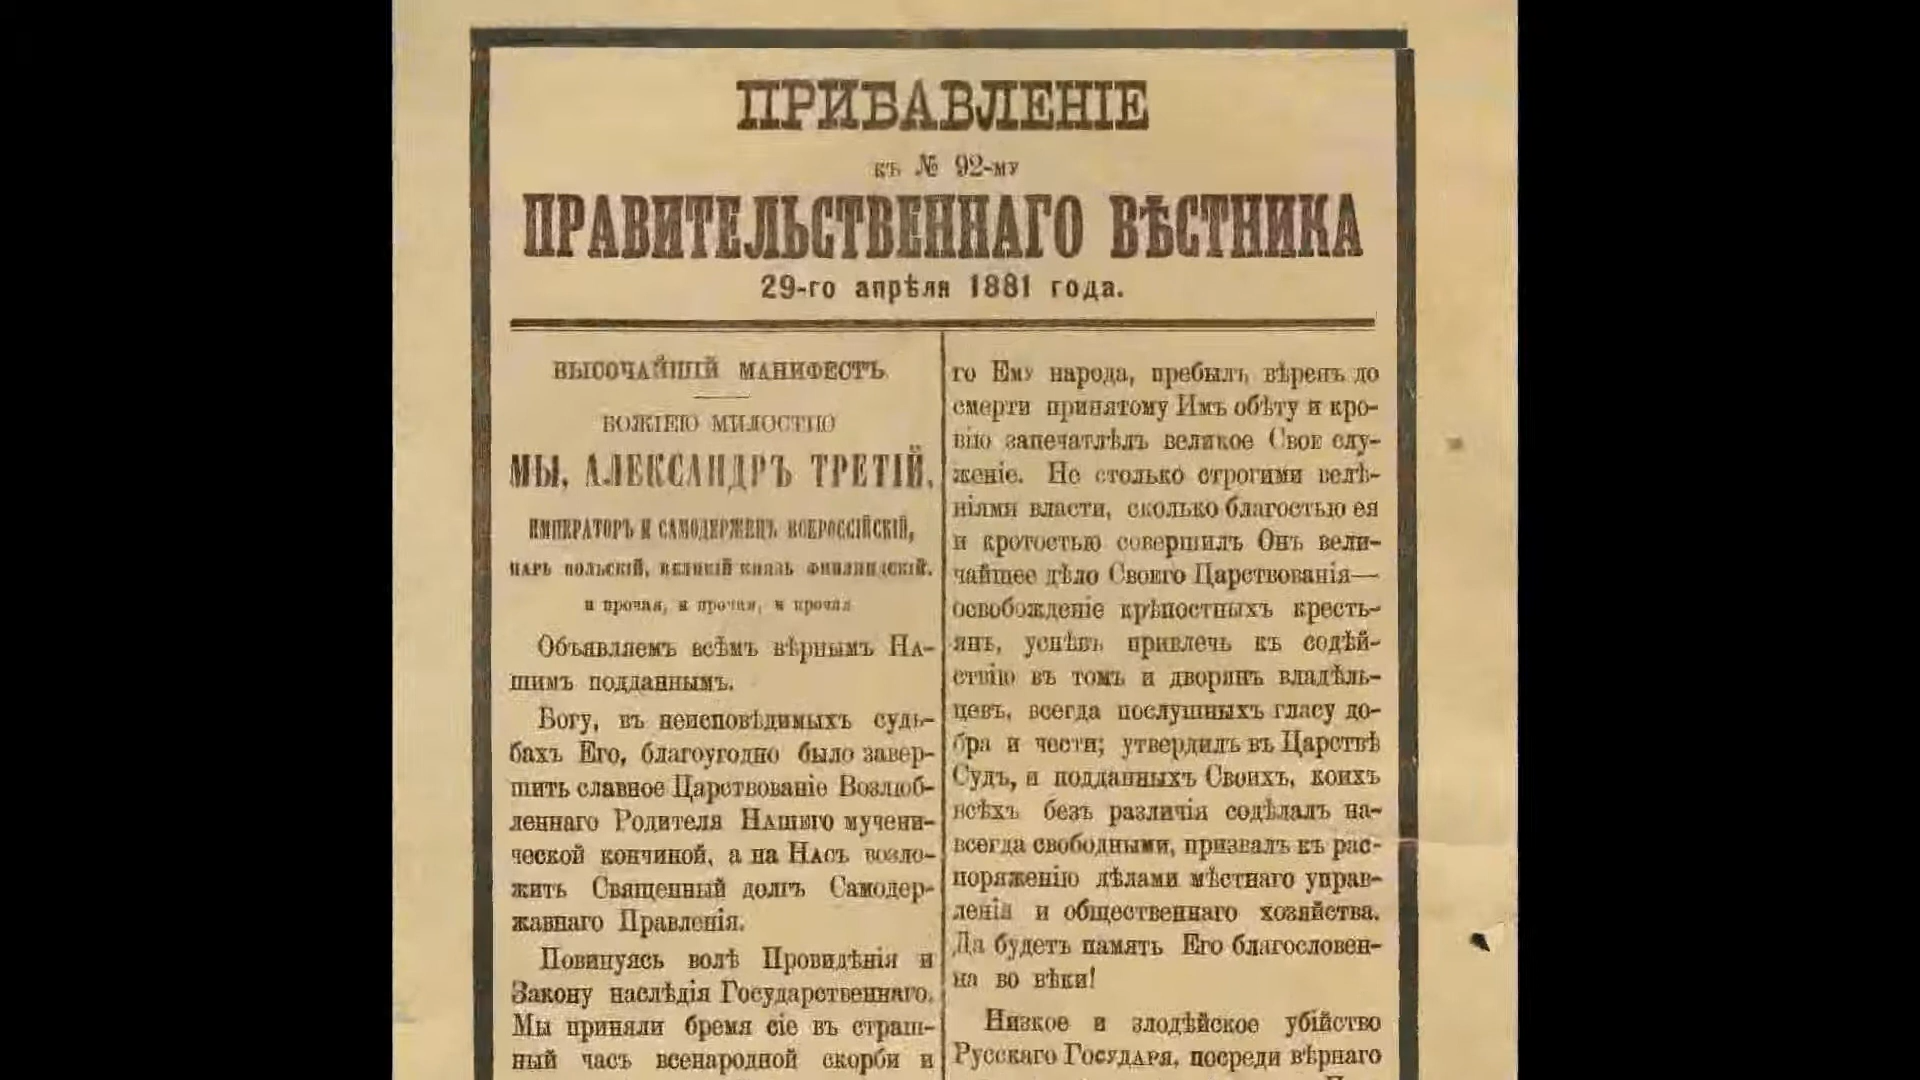 ПРИБАВЛЕНІЕ
къ № 92-му
ПРАВИТЕЛЬСТВЕННАГО ВѢСТНИКА
29-го апрѣля 1881 года.
ВЫСОЧАЙШІЙ МАНИФЕСТЪ
БОЖІЕЮ МИЛОСТІЮ
МЫ, АЛЕКСАНДРЪ ТРЕТІЙ,
ИМПЕРАТОРЪ И САМОДЕРЖЕЦЪ ВСЕРОССІЙСКІЙ,
ЦАРЬ ПОЛЬСКІЙ, ВЕЛИКІЙ КНЯЗЬ ФИНЛЯНДСКІЙ,
и прочая, и прочая, и прочая
Объявляемъ всѣмъ вѣрнымъ НА-
шимъ подданнымъ.
Богу, въ неисповѣдимыхъ судь-
бахъ Его, благоугодно было завер-
шить славное Царствованіе Возлюб-
леннаго Родителя НАШЕГО мучени-
ческой кончиной, а на НАСЪ возло-
жить Священный долгъ Самодер-
жавнаго Правленія.
Повинуясь волѣ Провидѣнія и
Закону наслѣдія Государственнаго,
Мы приняли бремя сіе въ страш-
ный часъ всенародной скорби и
го Ему народа, пребылъ вѣренъ до
смерти принятому Имъ обѣту и кро-
вію запечатлѣлъ великое Свое слу-
женіе. Не столько строгими велѣ-
ніями власти, сколько благостью ея
и кротостью совершилъ Онъ вели-
чайшее дѣло Своего Царствованія—
освобожденіе крѣпостныхъ кресть-
янъ, успѣвъ привлечь къ содѣй-
ствію въ томъ и дворянъ владѣль-
цевъ, всегда послушныхъ гласу до-
бра и чести; утвердилъ въ Царствѣ
Судъ, и подданныхъ Своихъ, коихъ
всѣхъ безъ различія содѣлалъ на-
всегда свободными, призвалъ къ рас-
поряженію дѣлами мѣстнаго управ-
ленія и общественнаго хозяйства.
Да будетъ память Его благословен-
на во вѣки!
Низкое и злодѣйское убійство
Русскаго Государя, посреди вѣрнаго